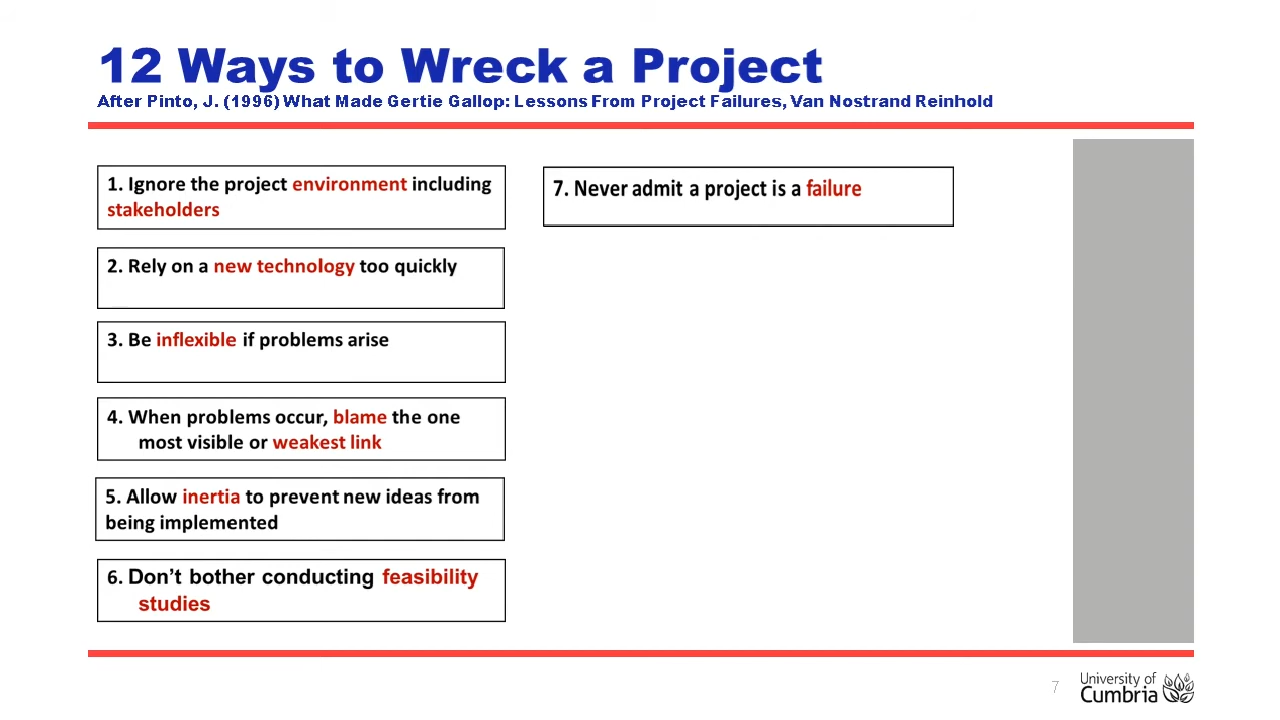 12 Ways to Wreck a Project
After Pinto, J. (1996) What Made Gertie Gallop: Lessons From Project Failures, Van Nostrand Reinhold
1. Ignore the project environment including
stakeholders
2. Rely on a new technology too quickly
3. Be inflexible if problems arise
4. When problems occur, blame the one
most visible or weakest link
5. Allow inertia to prevent new ideas from
being implemented
6. Don’t bother conducting feasibility
studies
7. Never admit a project is a failure
7
University of
Cumbria